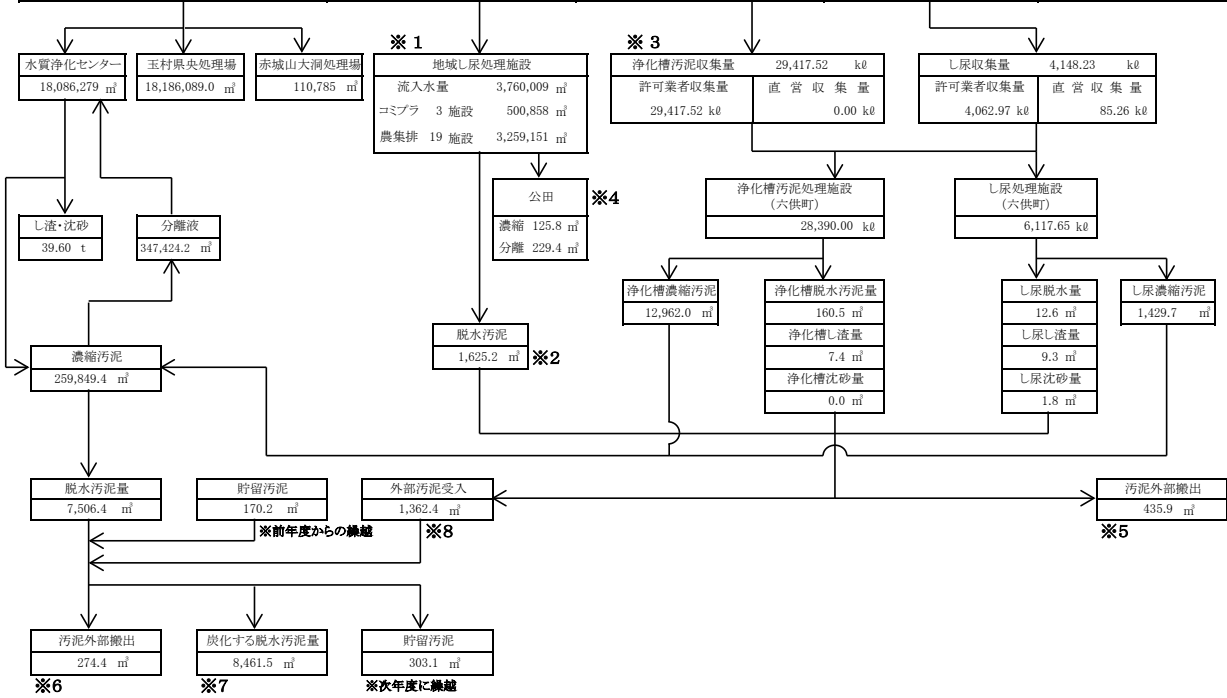 ※1
※3
水質浄化センター
18,086,279 ㎥
玉村県央処理場
18,186,089.0 ㎥
赤城山大洞処理場
110,785 ㎥
地域し尿処理施設
流入水量 3,760,009 ㎥
コミプラ 3 施設 500,858 ㎥
農集排 19 施設 3,259,151 ㎥
浄化槽汚泥収集量 29,417.52 kℓ
許可業者収集量 直営収集量
29,417.52 kℓ 0.00 kℓ
し尿収集量 4,148.23 kℓ
許可業者収集量 直営収集量
4,062.97 kℓ 85.26 kℓ
公田
濃縮 125.8 ㎥
分離 229.4 ㎥
※4
浄化槽汚泥処理施設
(六供町)
28,390.00 kℓ
し尿処理施設
(六供町)
6,117.65 kℓ
し渣・沈砂
39.60 t
分離液
347,424.2 ㎥
浄化槽濃縮汚泥
12,962.0 ㎥
浄化槽脱水汚泥量
160.5 ㎥
浄化槽し渣量
7.4 ㎥
浄化槽沈砂量
0.0 ㎥
し尿脱水量
12.6 ㎥
し尿し渣量
9.3 ㎥
し尿沈砂量
1.8 ㎥
し尿濃縮汚泥
1,429.7 ㎥
脱水汚泥
1,625.2 ㎥
※2
濃縮汚泥
259,849.4 ㎥
脱水汚泥量
7,506.4 ㎥
貯留汚泥
170.2 ㎥
※前年度からの繰越
外部汚泥受入
1,362.4 ㎥
※8
汚泥外部搬出
435.9 ㎥
※5
汚泥外部搬出
274.4 ㎥
※6
炭化する脱水汚泥量
8,461.5 ㎥
※7
貯留汚泥
303.1 ㎥
※次年度に繰越